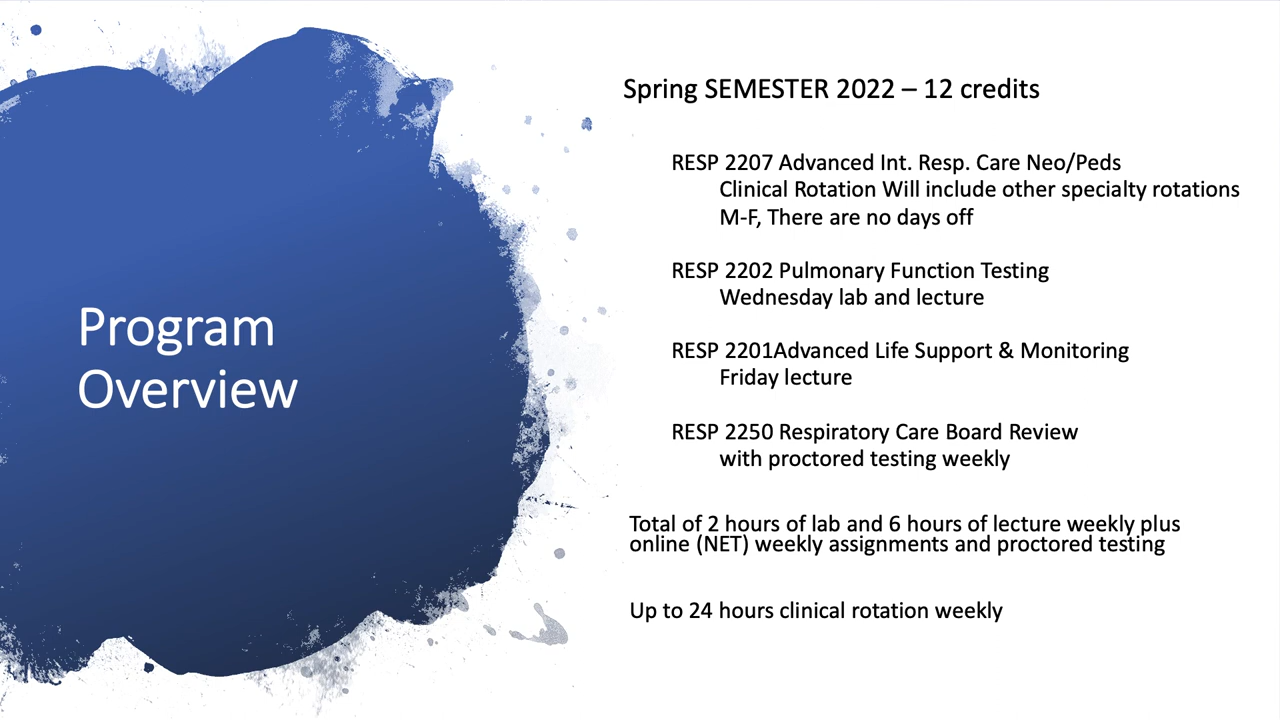 Program
Overview
Spring SEMESTER 2022 – 12 credits
RESP 2207 Advanced Int. Resp. Care Neo/Peds
Clinical Rotation Will include other specialty rotations
M-F, There are no days off
RESP 2202 Pulmonary Function Testing
Wednesday lab and lecture
RESP 2201Advanced Life Support & Monitoring
Friday lecture
RESP 2250 Respiratory Care Board Review
with proctored testing weekly
Total of 2 hours of lab and 6 hours of lecture weekly plus
online (NET) weekly assignments and proctored testing
Up to 24 hours clinical rotation weekly